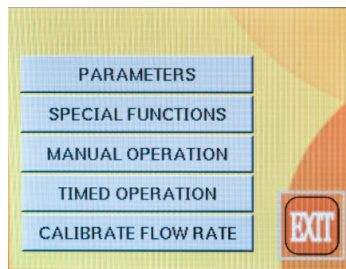 PARAMETERS
SPECIAL FUNCTIONS
MANUAL OPERATION
TIMED OPERATION
CALIBRATE FLOW RATE
EXIT